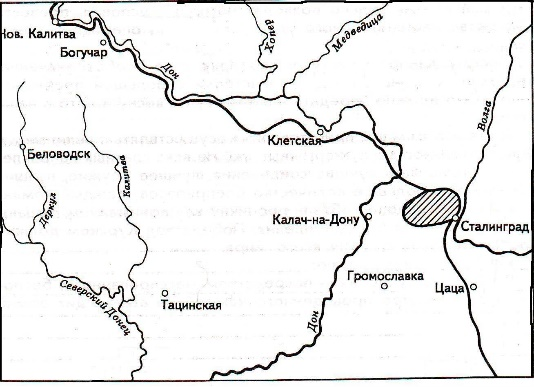 Нов. Калитва
Богучар
Дон
Хопер
Медведица
Волга
Клетская
Беловодск
Калитва
Деркул
Калач-на-Дону
Сталинград
Северский Донец
Тацинская
Громославка
Цаца
Дон